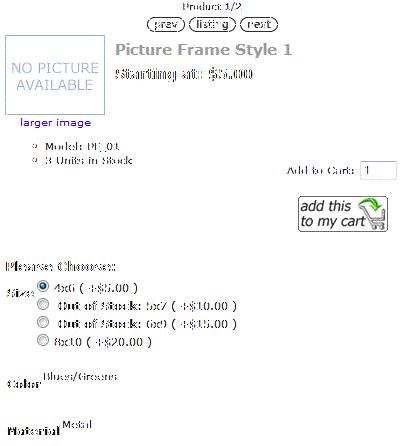 Product 1/2
prev listing next
NO PICTURE
AVAILABLE
larger image
Picture Frame Style 1
Starting at: $5.000
Model: PF_01
3 Units in Stock
Add to Cart: 1
add this
to my cart
Please Choose:
Size
4x6 ( +$5.00 )
Out of Stock: 5x7 ( +$10.00 )
Out of Stock: 6x9 ( +$15.00 )
8x10 ( +$20.00 )
Color Blues/Greens
Material Metal